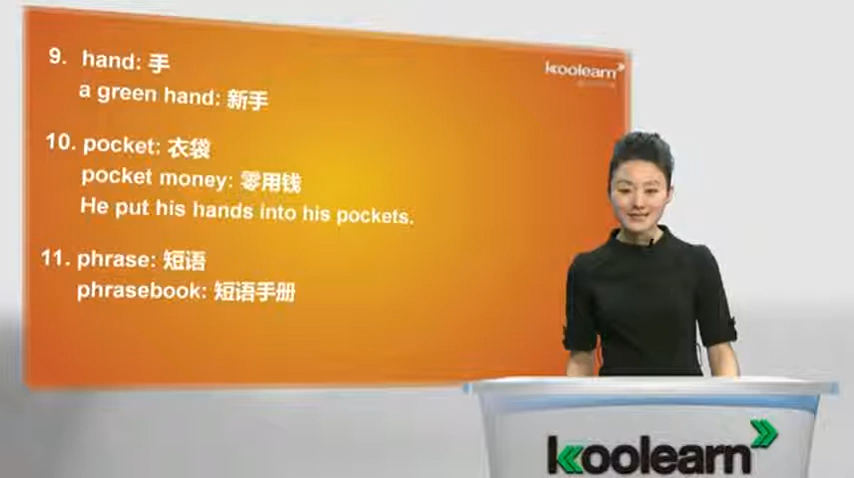 9. hand: 手
a green hand: 新手
koolearn
10. pocket: 衣袋
pocket money: 零用钱
He put his hands into his pockets.
11. phrase: 短语
phrasebook: 短语手册
koolearn